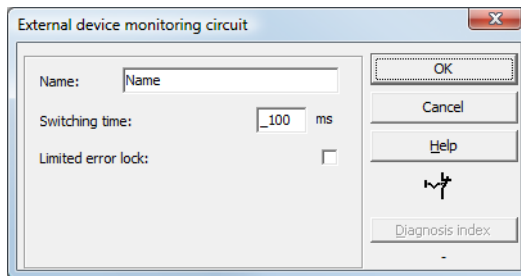 External device monitoring circuit
Name: Name
OK
Switching time: _100 ms
Cancel
Limited error lock:
Help
Diagnosis index
-